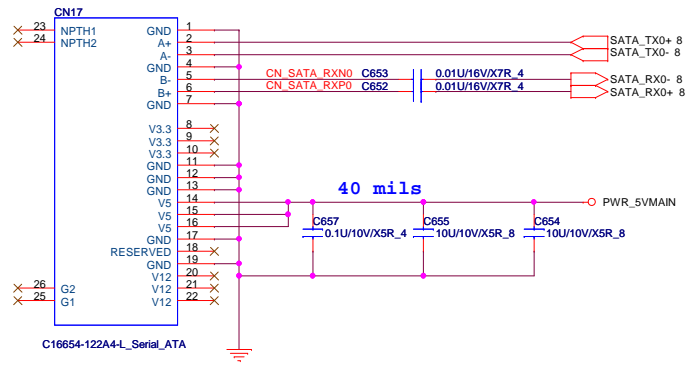 CN17
23 NPTH1 GND 1
24 NPTH2 A+ 2 SATA_TX0+ 8
A- 3 SATA_TX0- 8
GND 4
B- 5 CN_SATA_RXN0 C653 0.01U/16V/X7R_4 SATA_RX0- 8
B+ 6 CN_SATA_RXP0 C652 0.01U/16V/X7R_4 SATA_RX0+ 8
GND 7
V3.3 8
V3.3 9
V3.3 10
GND 11
GND 12
GND 13
40 mils
V5 14 PWR_5VMAIN
V5 15
V5 16
C657 C655 C654
0.1U/10V/X5R_4 10U/10V/X5R_8 10U/10V/X5R_8
GND 17
RESERVED 18
GND 19
V12 20
26 G2 V12 21
25 G1 V12 22
C16654-122A4-L_Serial_ATA